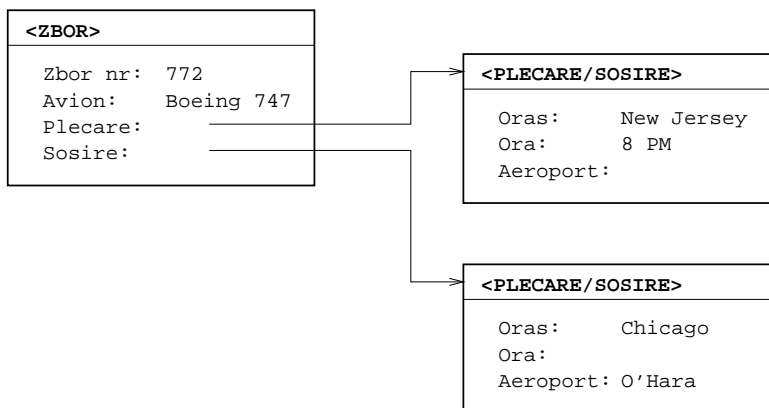 <ZBOR>
Zbor nr: 772
Avion: Boeing 747
Plecare:
Sosire:
<PLECARE/SOSIRE>
Oras: New Jersey
Ora: 8 PM
Aeroport:
<PLECARE/SOSIRE>
Oras: Chicago
Ora:
Aeroport: O'Hara